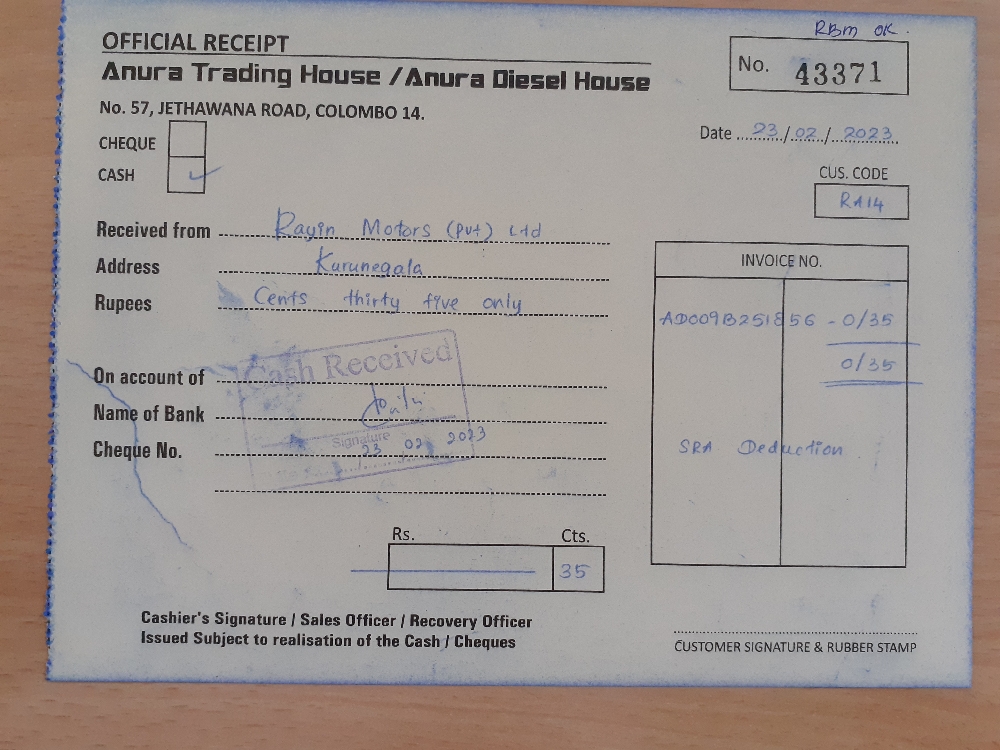 RBM OK.
OFFICIAL RECEIPT
Anura Trading House / Anura Diesel House
No. 43371
No. 57, JETHAWANA ROAD, COLOMBO 14.
Date 23/02/2023
CHEQUE
CASH ✓
CUS. CODE
RA14
Received from Rayin Motors (Pvt) Ltd
Address Kurunegala
Rupees Cents thirty five only
INVOICE NO.
AD009B251856 - 0/35
0/35
Cash Received
On account of
Name of Bank
Signature
23 02 2023
Cheque No.
SRA Deduction
Rs. Cts.
35
Cashier's Signature / Sales Officer / Recovery Officer
Issued Subject to realisation of the Cash / Cheques
CUSTOMER SIGNATURE & RUBBER STAMP